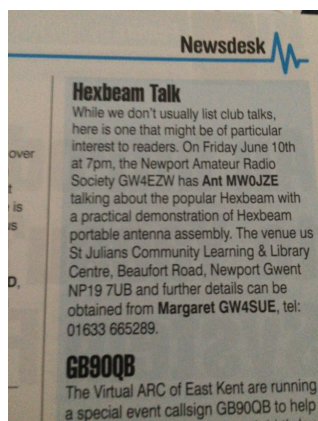 Newsdesk
over
t
is
us
D,
Hexbeam Talk
While we don't usually list club talks,
here is one that might be of particular
interest to readers. On Friday June 10th
at 7pm, the Newport Amateur Radio
Society GW4EZW has Ant MW0JZE
talking about the popular Hexbeam with
a practical demonstration of Hexbeam
portable antenna assembly. The venue us
St Julians Community Learning & Library
Centre, Beaufort Road, Newport Gwent
NP19 7UB and further details can be
obtained from Margaret GW4SUE, tel:
01633 665289.
GB90QB
The Virtual ARC of East Kent are running
a special event callsign GB90QB to help